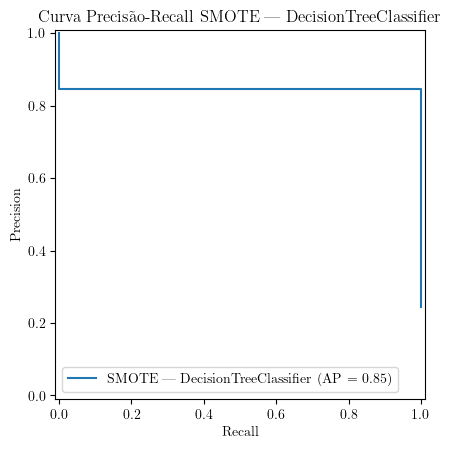 Curva Precisão-Recall SMOTE — DecisionTreeClassifier
1.0
0.8
0.6
0.4
0.2
0.0
Precision
SMOTE — DecisionTreeClassifier (AP = 0.85)
0.0 0.2 0.4 0.6 0.8 1.0
Recall